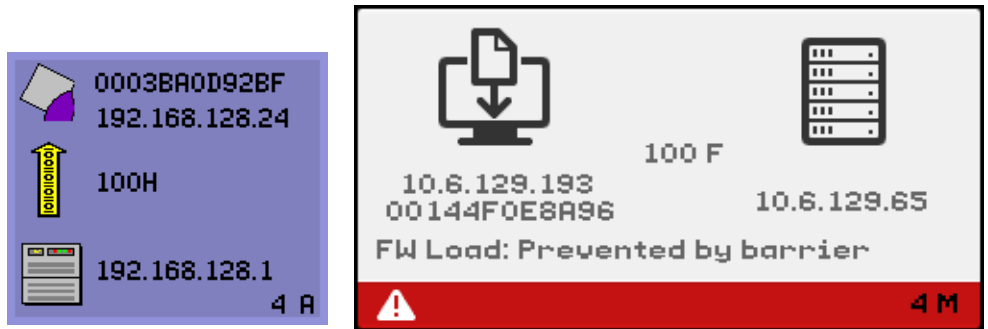 0003BA0D92BF
192.168.128.24
100H
192.168.128.1
4 A
100 F
10.6.129.193
00144F0E8A96
10.6.129.65
FW Load: Prevented by barrier
4 M